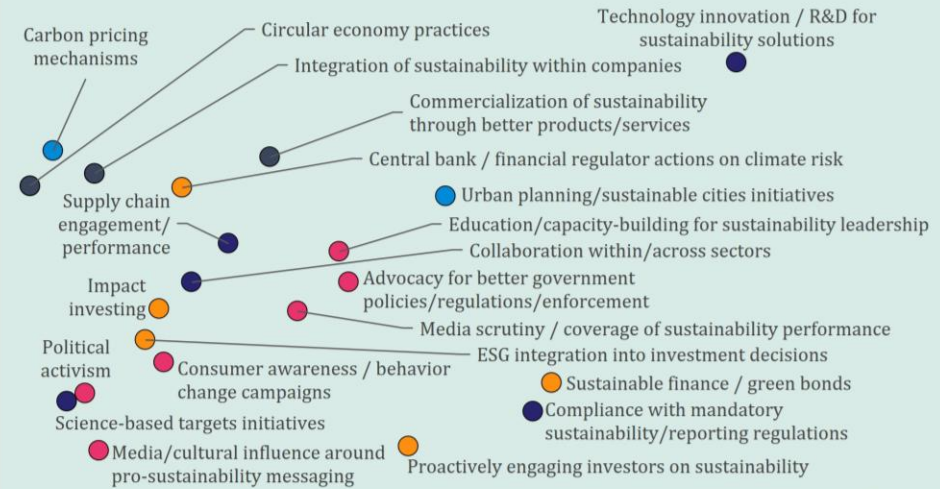 Technology innovation / R&D for
sustainability solutions
Carbon pricing
mechanisms
Circular economy practices
Integration of sustainability within companies
Commercialization of sustainability
through better products/services
Central bank / financial regulator actions on climate risk
Urban planning/sustainable cities initiatives
Supply chain
engagement/
performance
Education/capacity-building for sustainability leadership
Collaboration within/across sectors
Advocacy for better government
policies/regulations/enforcement
Impact
investing
Media scrutiny / coverage of sustainability performance
ESG integration into investment decisions
Political
activism
Consumer awareness / behavior
change campaigns
Sustainable finance / green bonds
Compliance with mandatory
sustainability/reporting regulations
Science-based targets initiatives
Media/cultural influence around
pro-sustainability messaging
Proactively engaging investors on sustainability